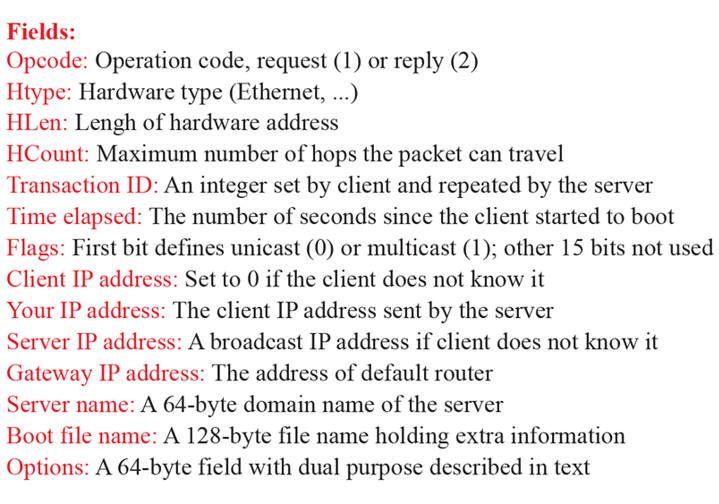 Fields:
Opcode: Operation code, request (1) or reply (2)
Htype: Hardware type (Ethernet, ...)
HLen: Lengh of hardware address
HCount: Maximum number of hops the packet can travel
Transaction ID: An integer set by client and repeated by the server
Time elapsed: The number of seconds since the client started to boot
Flags: First bit defines unicast (0) or multicast (1); other 15 bits not used
Client IP address: Set to 0 if the client does not know it
Your IP address: The client IP address sent by the server
Server IP address: A broadcast IP address if client does not know it
Gateway IP address: The address of default router
Server name: A 64-byte domain name of the server
Boot file name: A 128-byte file name holding extra information
Options: A 64-byte field with dual purpose described in text